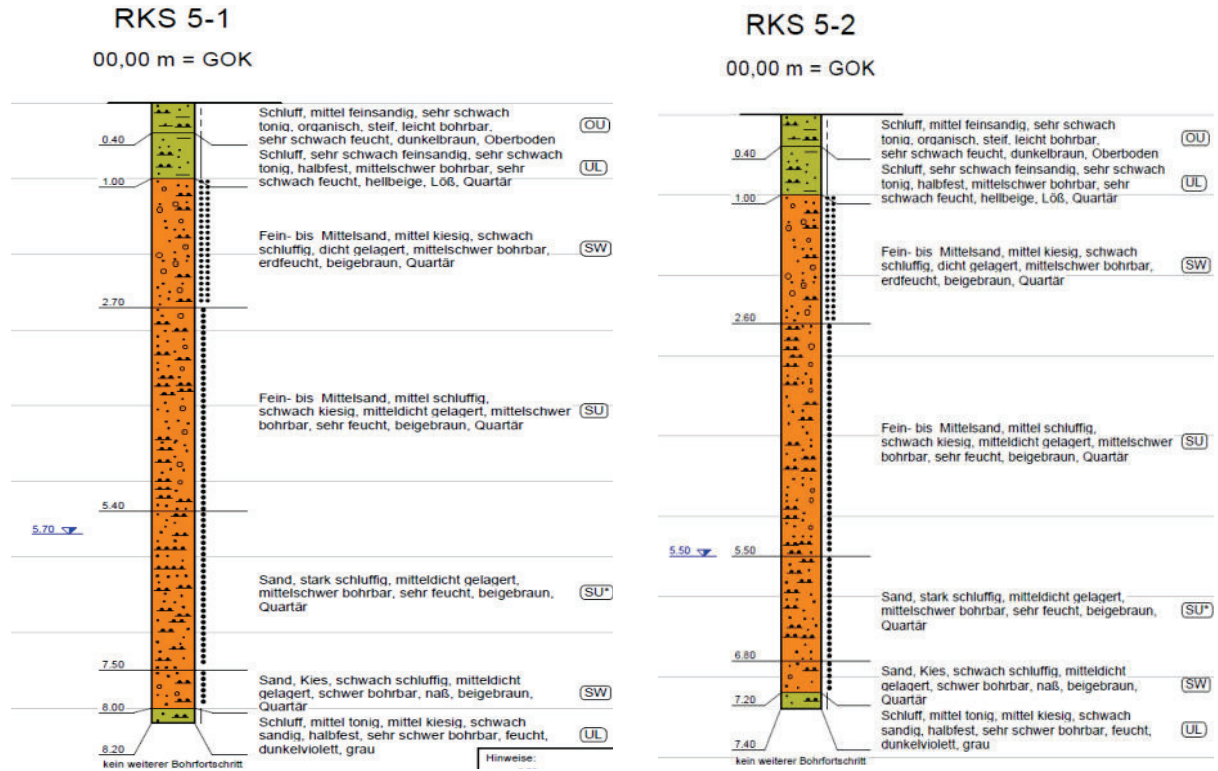 RKS 5-1
00,00 m = GOK
Schluff, mittel feinsandig, sehr schwach
tonig, organisch, steif, leicht bohrbar,
sehr schwach feucht, dunkelbraun, Oberboden
OU
0.40
Schluff, sehr schwach feinsandig, sehr schwach
tonig, halbfest, mittelschwer bohrbar, sehr
schwach feucht, hellbeige, Löß, Quartär
UL
1.00
Fein- bis Mittelsand, mittel kiesig, schwach
schluffig, dicht gelagert, mittelschwer bohrbar,
erdfeucht, beigebraun, Quartär
SW
2.70
Fein- bis Mittelsand, mittel schluffig,
schwach kiesig, mitteldicht gelagert, mittelschwer
bohrbar, sehr feucht, beigebraun, Quartär
SU
5.40
5.70
Sand, stark schluffig, mitteldicht gelagert,
mittelschwer bohrbar, sehr feucht, beigebraun,
Quartär
SU*
7.50
Sand, Kies, schwach schluffig, mitteldicht
gelagert, schwer bohrbar, naß, beigebraun,
Quartär
SW
8.00
Schluff, mittel tonig, mittel kiesig, schwach
sandig, halbfest, sehr schwer bohrbar, feucht,
dunkelviolett, grau
UL
8.20
kein weiterer Bohrfortschritt
Hinweise:
RKS 5-2
00,00 m = GOK
Schluff, mittel feinsandig, sehr schwach
tonig, organisch, steif, leicht bohrbar,
sehr schwach feucht, dunkelbraun, Oberboden
OU
0.40
Schluff, sehr schwach feinsandig, sehr schwach
tonig, halbfest, mittelschwer bohrbar, sehr
schwach feucht, hellbeige, Löß, Quartär
UL
1.00
Fein- bis Mittelsand, mittel kiesig, schwach
schluffig, dicht gelagert, mittelschwer bohrbar,
erdfeucht, beigebraun, Quartär
SW
2.60
Fein- bis Mittelsand, mittel schluffig,
schwach kiesig, mitteldicht gelagert, mittelschwer
bohrbar, sehr feucht, beigebraun, Quartär
SU
5.50 5.50
Sand, stark schluffig, mitteldicht gelagert,
mittelschwer bohrbar, sehr feucht, beigebraun,
Quartär
SU*
6.80
Sand, Kies, schwach schluffig, mitteldicht
gelagert, schwer bohrbar, naß, beigebraun,
Quartär
SW
7.20
Schluff, mittel tonig, mittel kiesig, schwach
sandig, halbfest, sehr schwer bohrbar, feucht,
dunkelviolett, grau
UL
7.40
kein weiterer Bohrfortschritt